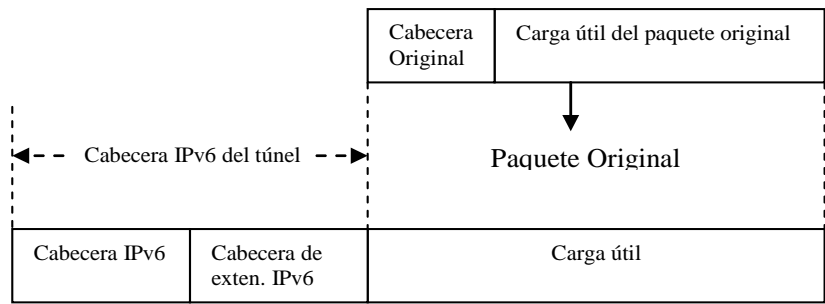 Cabecera
Original
Carga útil del paquete original
Cabecera IPv6 del túnel
Paquete Original
Cabecera IPv6
Cabecera de
exten. IPv6
Carga útil